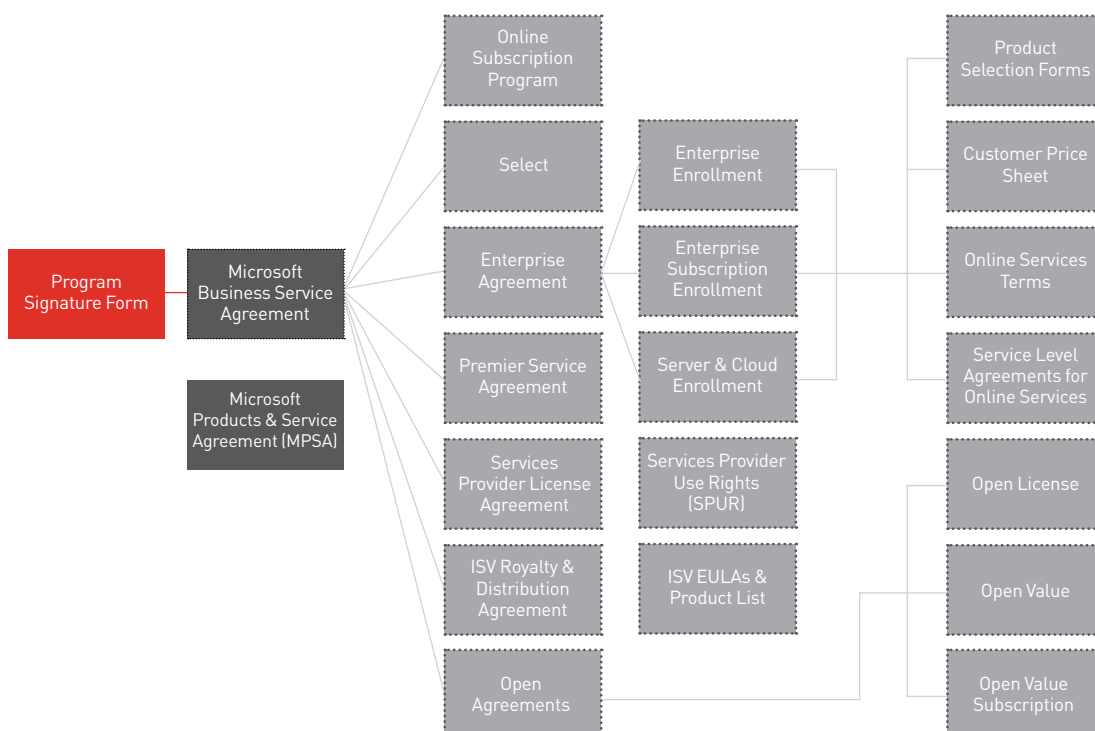 Program
Signature Form
Microsoft
Business Service
Agreement
Microsoft
Products & Service
Agreement (MPSA)
Online
Subscription
Program
Select
Enterprise
Agreement
Premier Service
Agreement
Services
Provider License
Agreement
ISV Royalty &
Distribution
Agreement
Open
Agreements
Enterprise
Enrollment
Enterprise
Subscription
Enrollment
Server & Cloud
Enrollment
Services Provider
Use Rights
(SPUR)
ISV EULAs &
Product List
Product
Selection Forms
Customer Price
Sheet
Online Services
Terms
Service Level
Agreements for
Online Services
Open License
Open Value
Open Value
Subscription